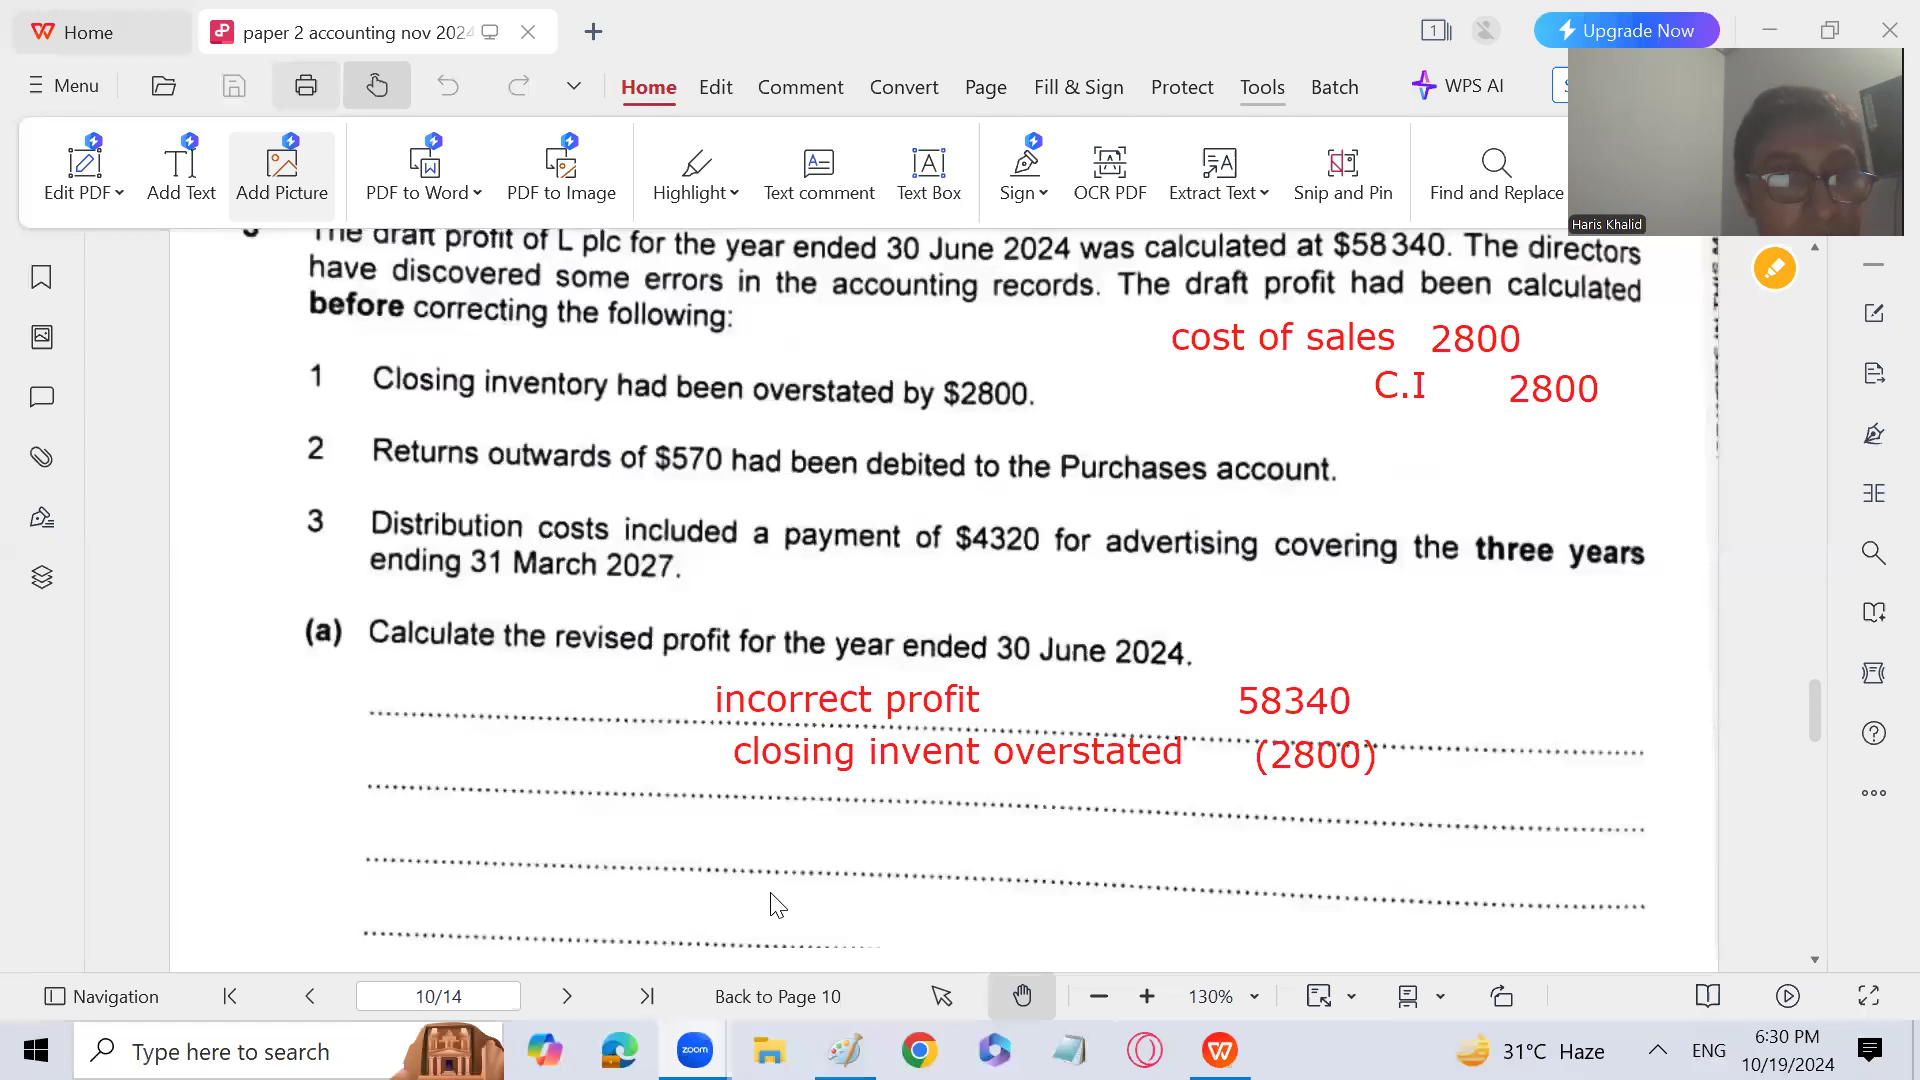 Home
paper 2 accounting nov 2024
1
Upgrade Now
Menu
Home Edit Comment Convert Page Fill & Sign Protect Tools Batch
WPS AI
Edit PDF
Add Text
Add Picture
PDF to Word
PDF to Image
Highlight
Text comment
Text Box
Sign
OCR PDF
Extract Text
Snip and Pin
Find and Replace
Haris Khalid
The draft profit of L plc for the year ended 30 June 2024 was calculated at $58340. The directors
have discovered some errors in the accounting records. The draft profit had been calculated
before correcting the following:
cost of sales 2800
C.I 2800
1 Closing inventory had been overstated by $2800.
2 Returns outwards of $570 had been debited to the Purchases account.
3 Distribution costs included a payment of $4320 for advertising covering the three years
ending 31 March 2027.
(a) Calculate the revised profit for the year ended 30 June 2024.
incorrect profit 58340
closing invent overstated (2800)
Navigation
10/14
Back to Page 10
130%
Type here to search
zoom
31°C Haze
ENG
6:30 PM
10/19/2024